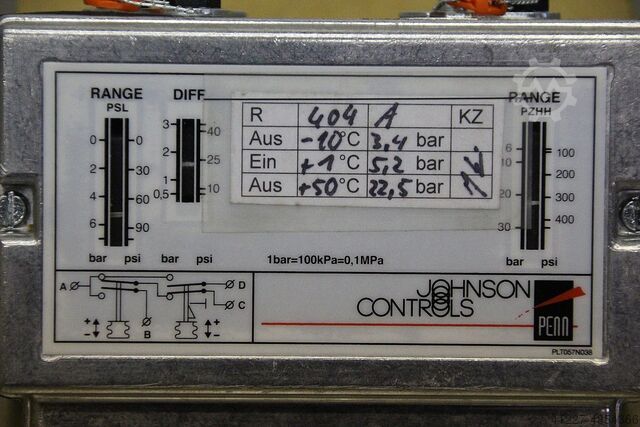 RANGE
PSL
bar psi
0 0
2 30
4 60
6 90
DIFF
bar psi
3 40
2 25
1 10
0,5
R 404 A KZ
Aus -10°C 3,4 bar
Ein +1°C 5,2 bar
Aus +50°C 22,5 bar
RANGE
PZHH
6 100
10
20 200
300
30 400
bar psi
1bar=100kPa=0,1MPa
A
D
C
B
+ - + -
JOHNSON
CONTROLS
PENN
PLT057N038